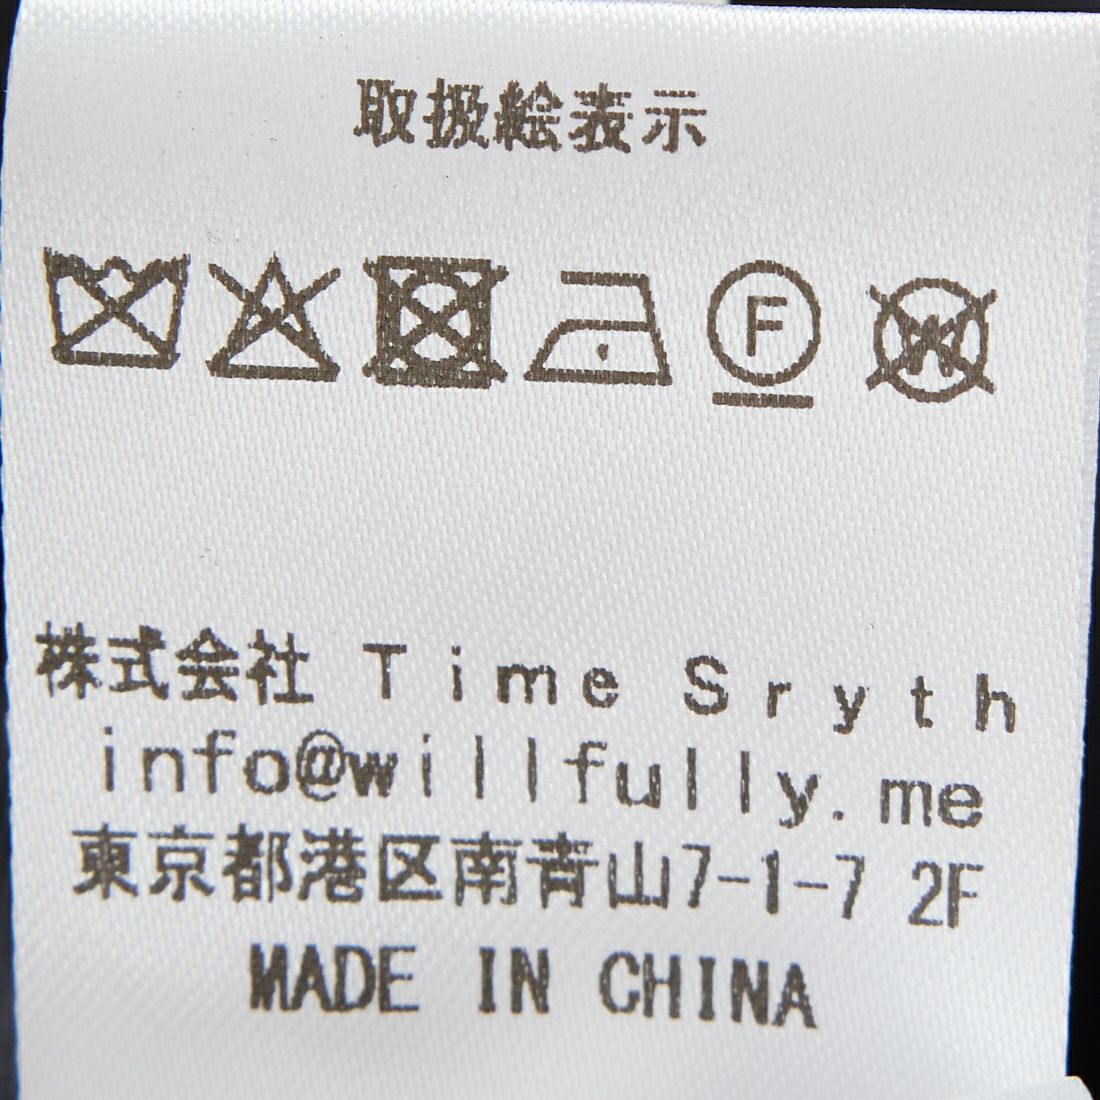 取扱絵表示
F
W
株式会社 Time Sryth
info@willfully.me
東京都港区南青山7-1-7 2F
MADE IN CHINA